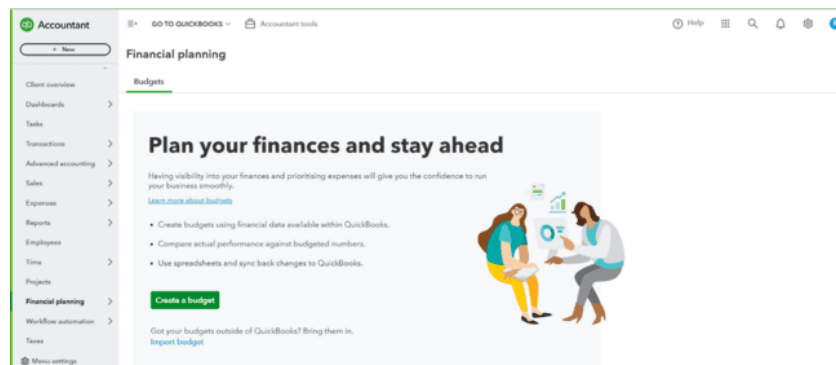 qb Accountant
GO TO QUICKBOOKS
Accountant tools
Help
+ New
Financial planning
Budgets
Client overview
Dashboards
Tasks
Transactions
Advanced accounting
Sales
Expenses
Reports
Employees
Time
Projects
Financial planning
Workflow automation
Taxes
Menu settings
Plan your finances and stay ahead
Having visibility into your finances and prioritising expenses will give you the confidence to run
your business smoothly.
Learn more about budgets
• Create budgets using financial data available within QuickBooks.
• Compare actual performance against budgeted numbers.
• Use spreadsheets and sync back changes to QuickBooks.
Create a budget
Got your budgets outside of QuickBooks? Bring them in.
Import budget